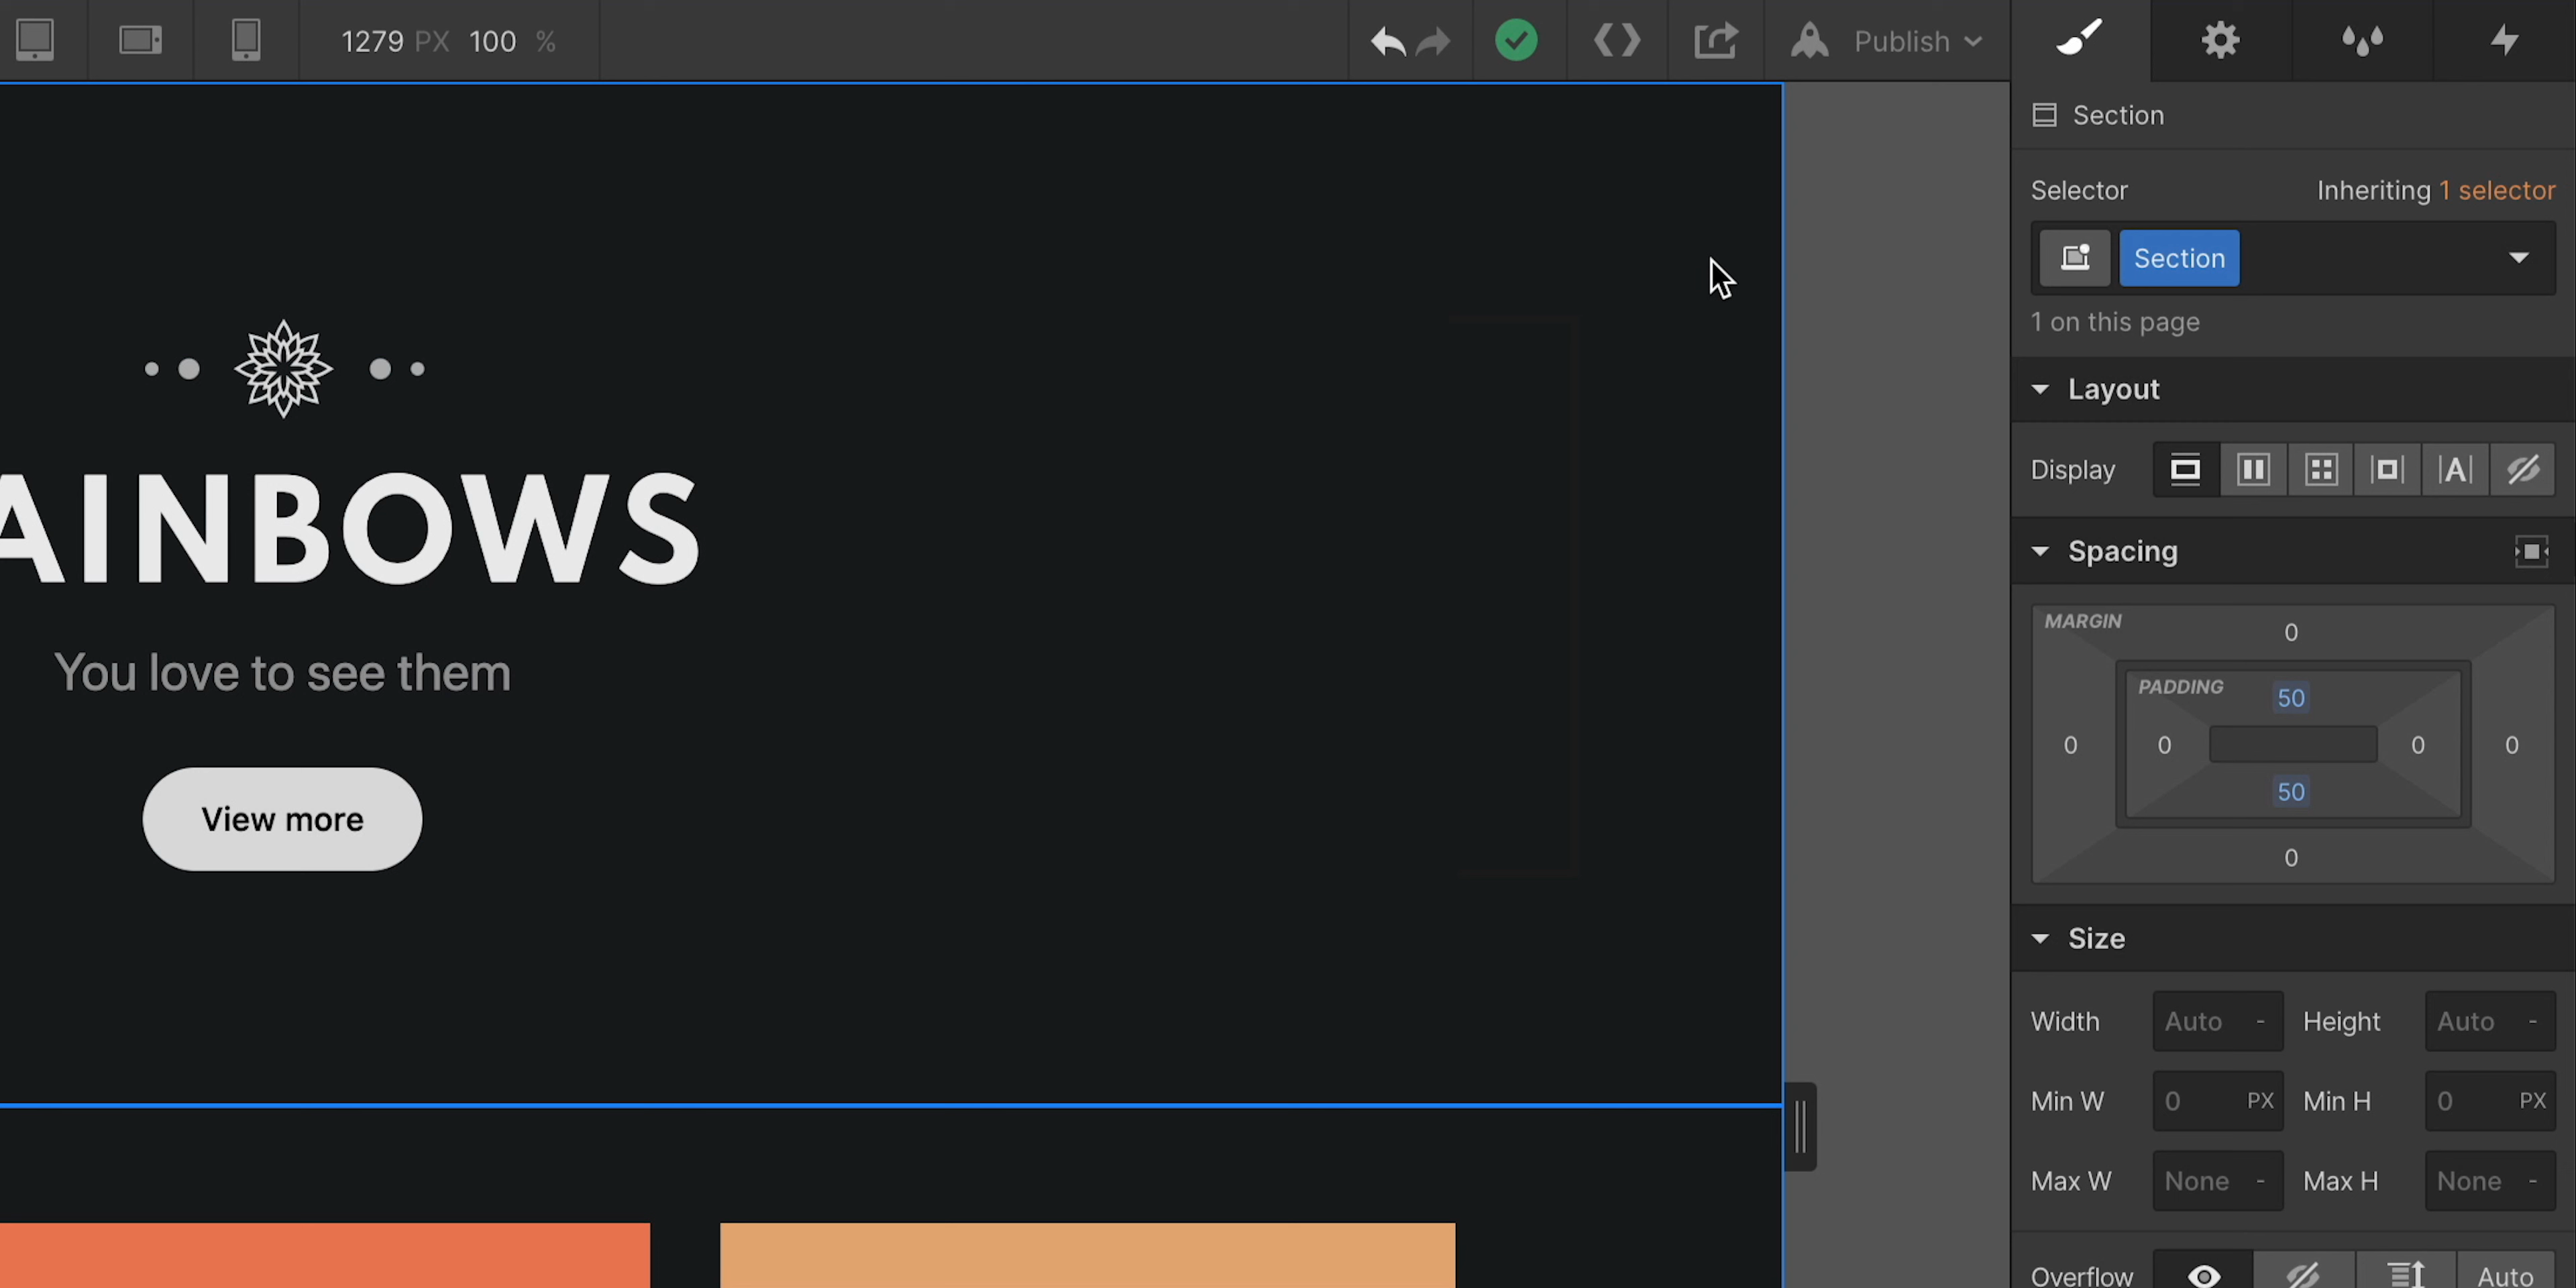 1279 PX 100 %
Publish
Section
Selector
Inheriting 1 selector
Section
1 on this page
Layout
Display
A
Spacing
MARGIN
0
PADDING
50
0
0
0
0
50
0
Size
Width Auto - Height Auto -
Min W 0 PX Min H 0 PX
Max W None - Max H None -
Overflow Auto
AINBOWS
You love to see them
View more